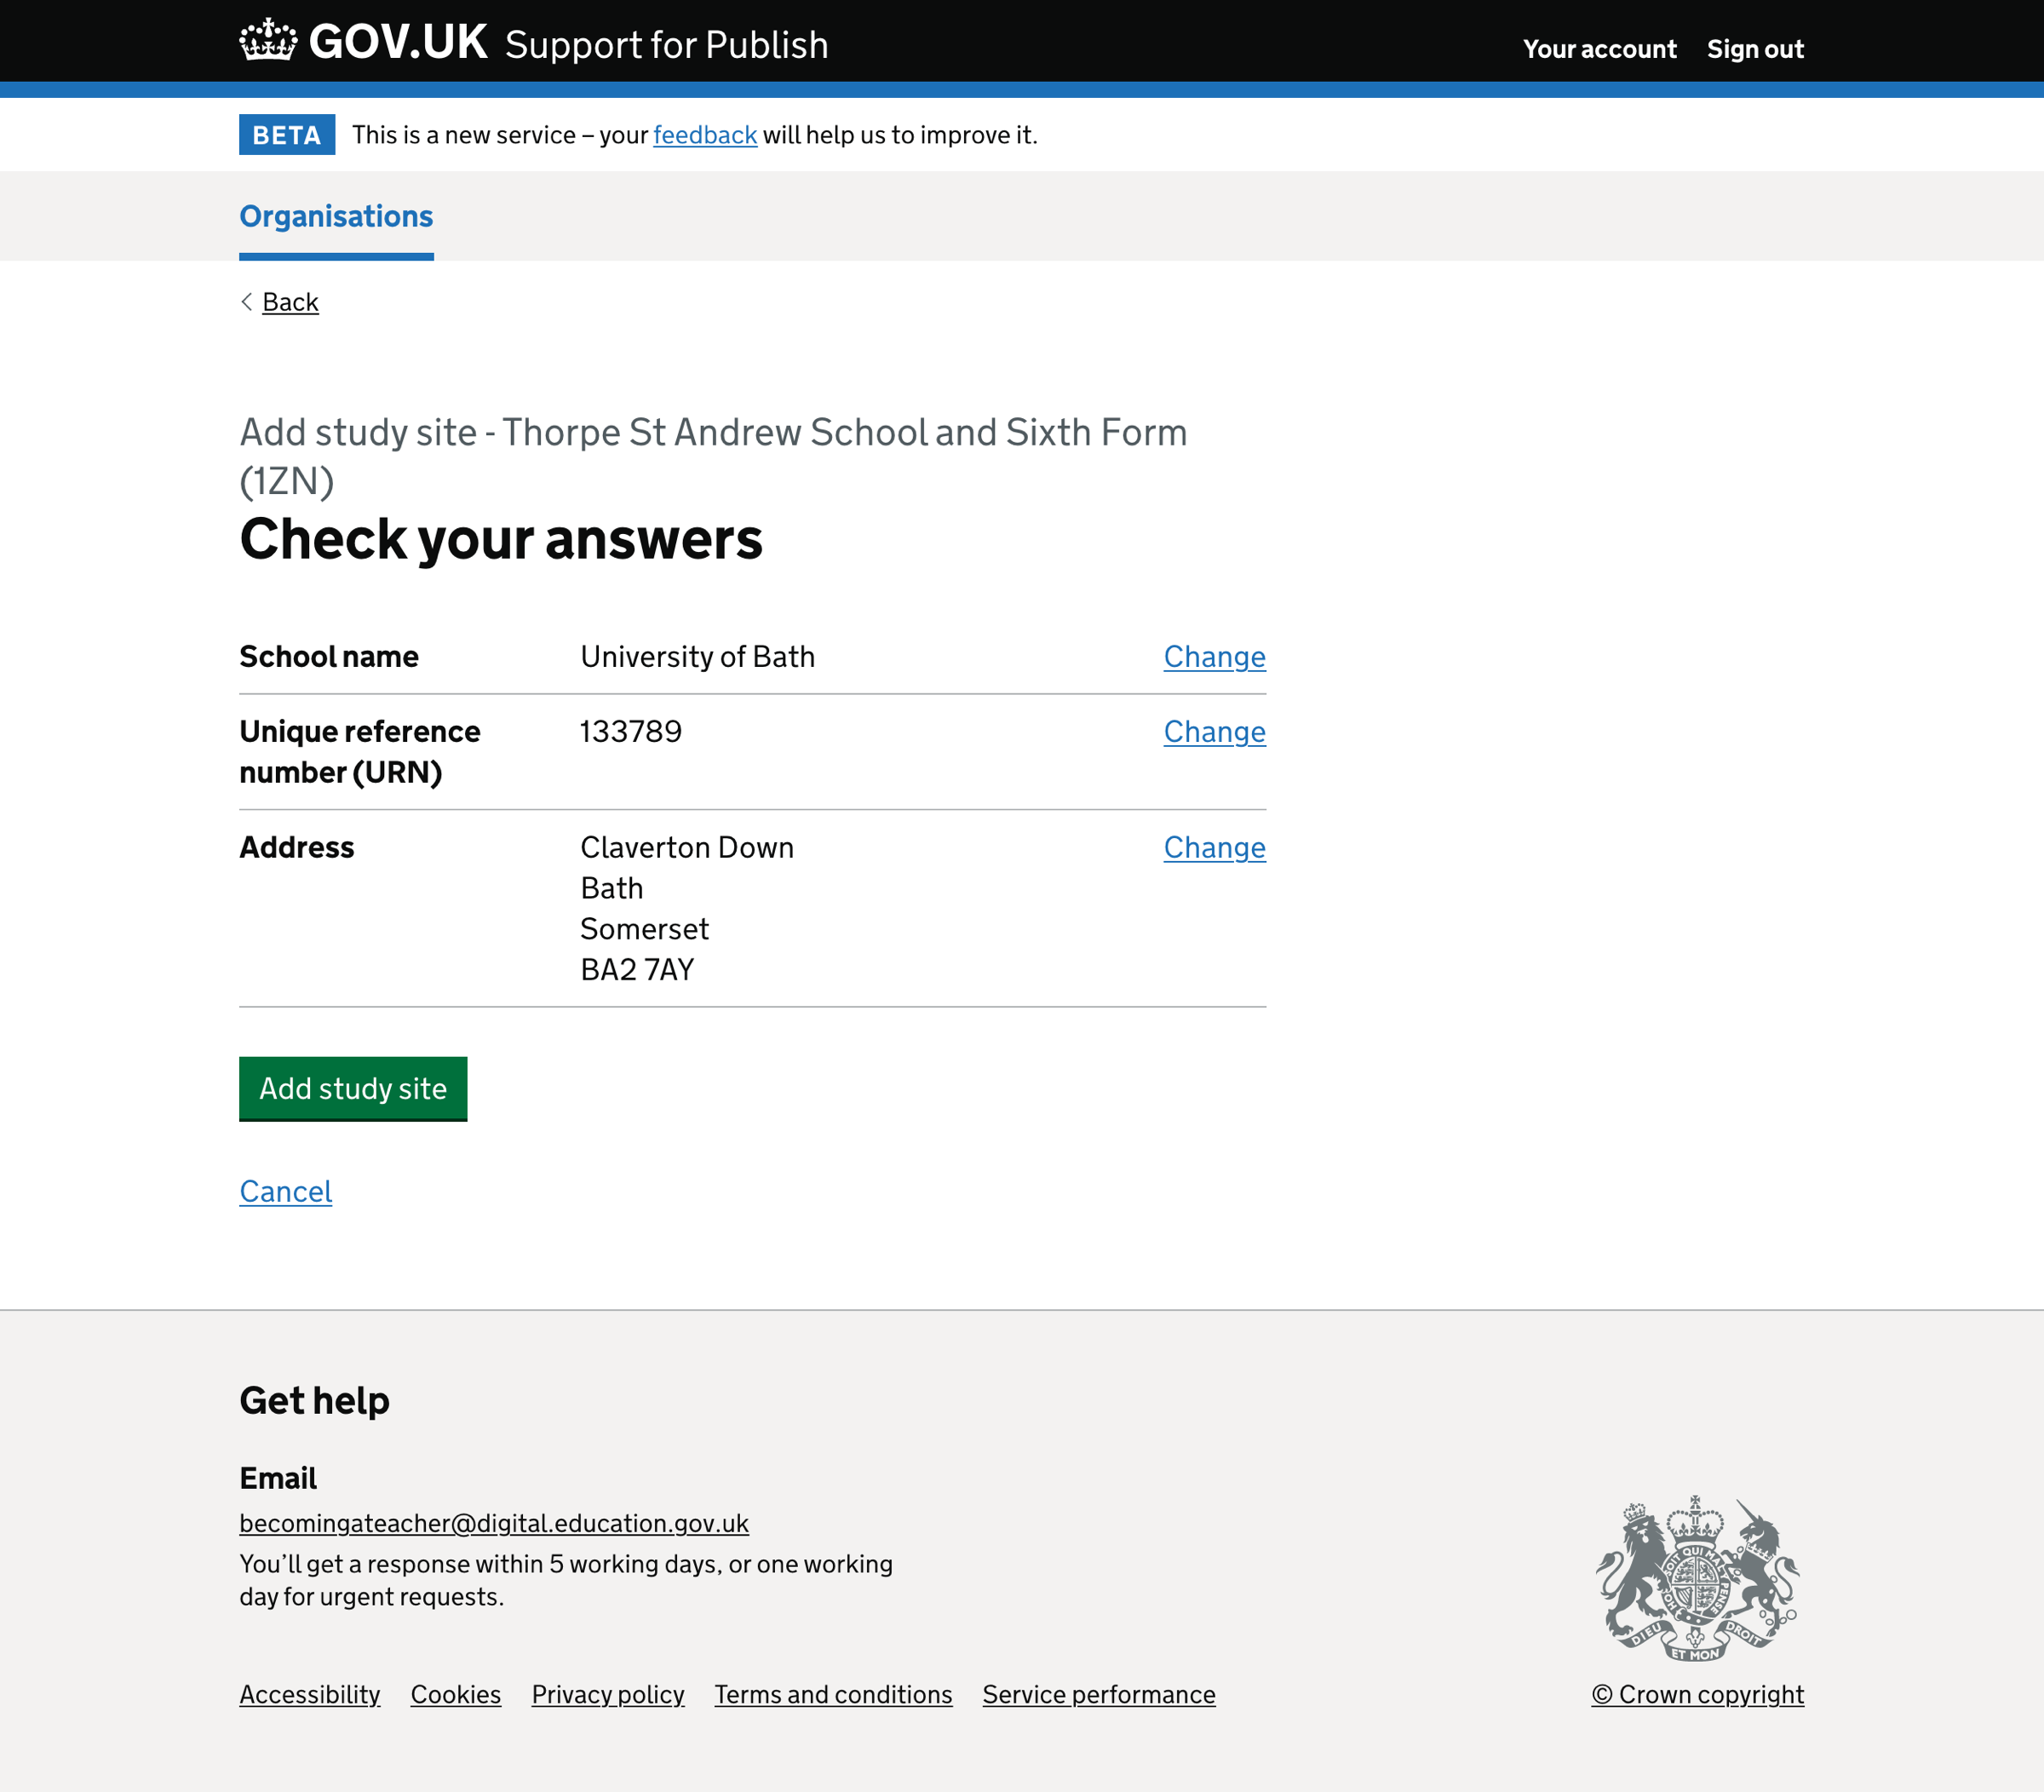 GOV.UK Support for Publish
Your account Sign out
BETA This is a new service – your feedback will help us to improve it.
Organisations
Back
Add study site - Thorpe St Andrew School and Sixth Form
(1ZN)
Check your answers
School name University of Bath Change
Unique reference 133789 Change
number (URN)
Address Claverton Down Change
Bath
Somerset
BA2 7AY
Add study site
Cancel
Get help
Email
becomingateacher@digital.education.gov.uk
You’ll get a response within 5 working days, or one working
day for urgent requests.
DIEU ET MON DROIT
Accessibility Cookies Privacy policy Terms and conditions Service performance
© Crown copyright